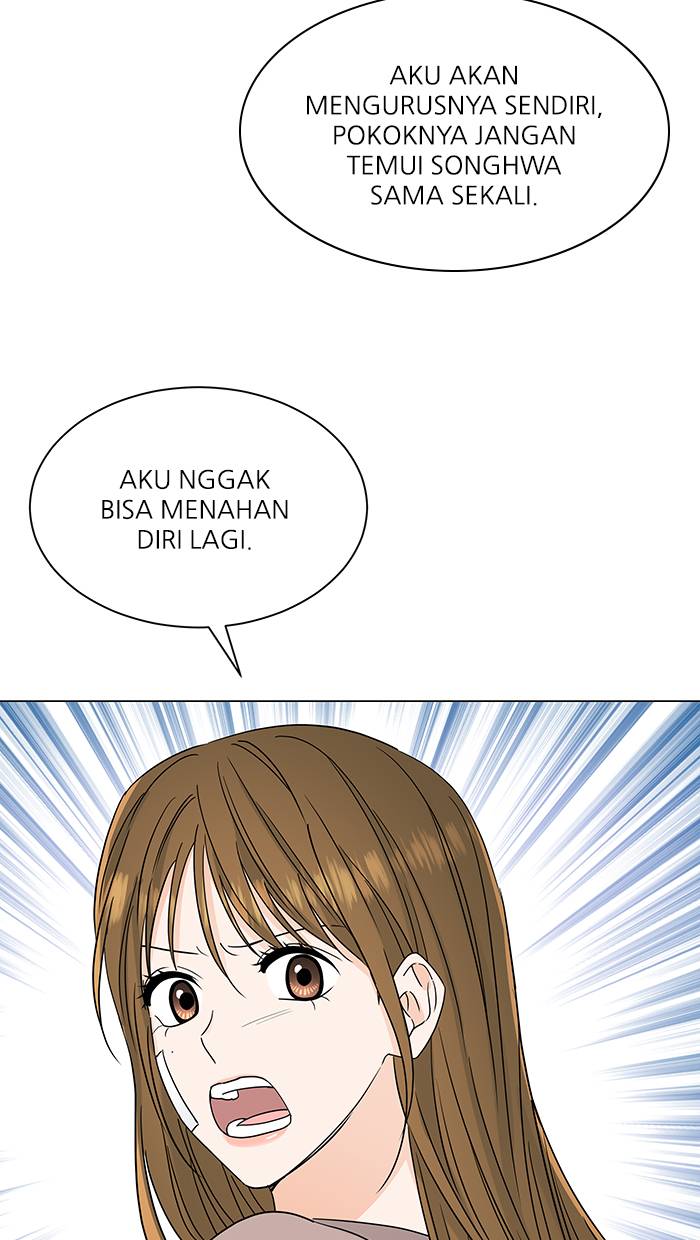 AKU AKAN
MENGURUSNYA SENDIRI,
POKOKNYA JANGAN
TEMUI SONGHWA
SAMA SEKALI.
AKU NGGAK
BISA MENAHAN
DIRI LAGI.